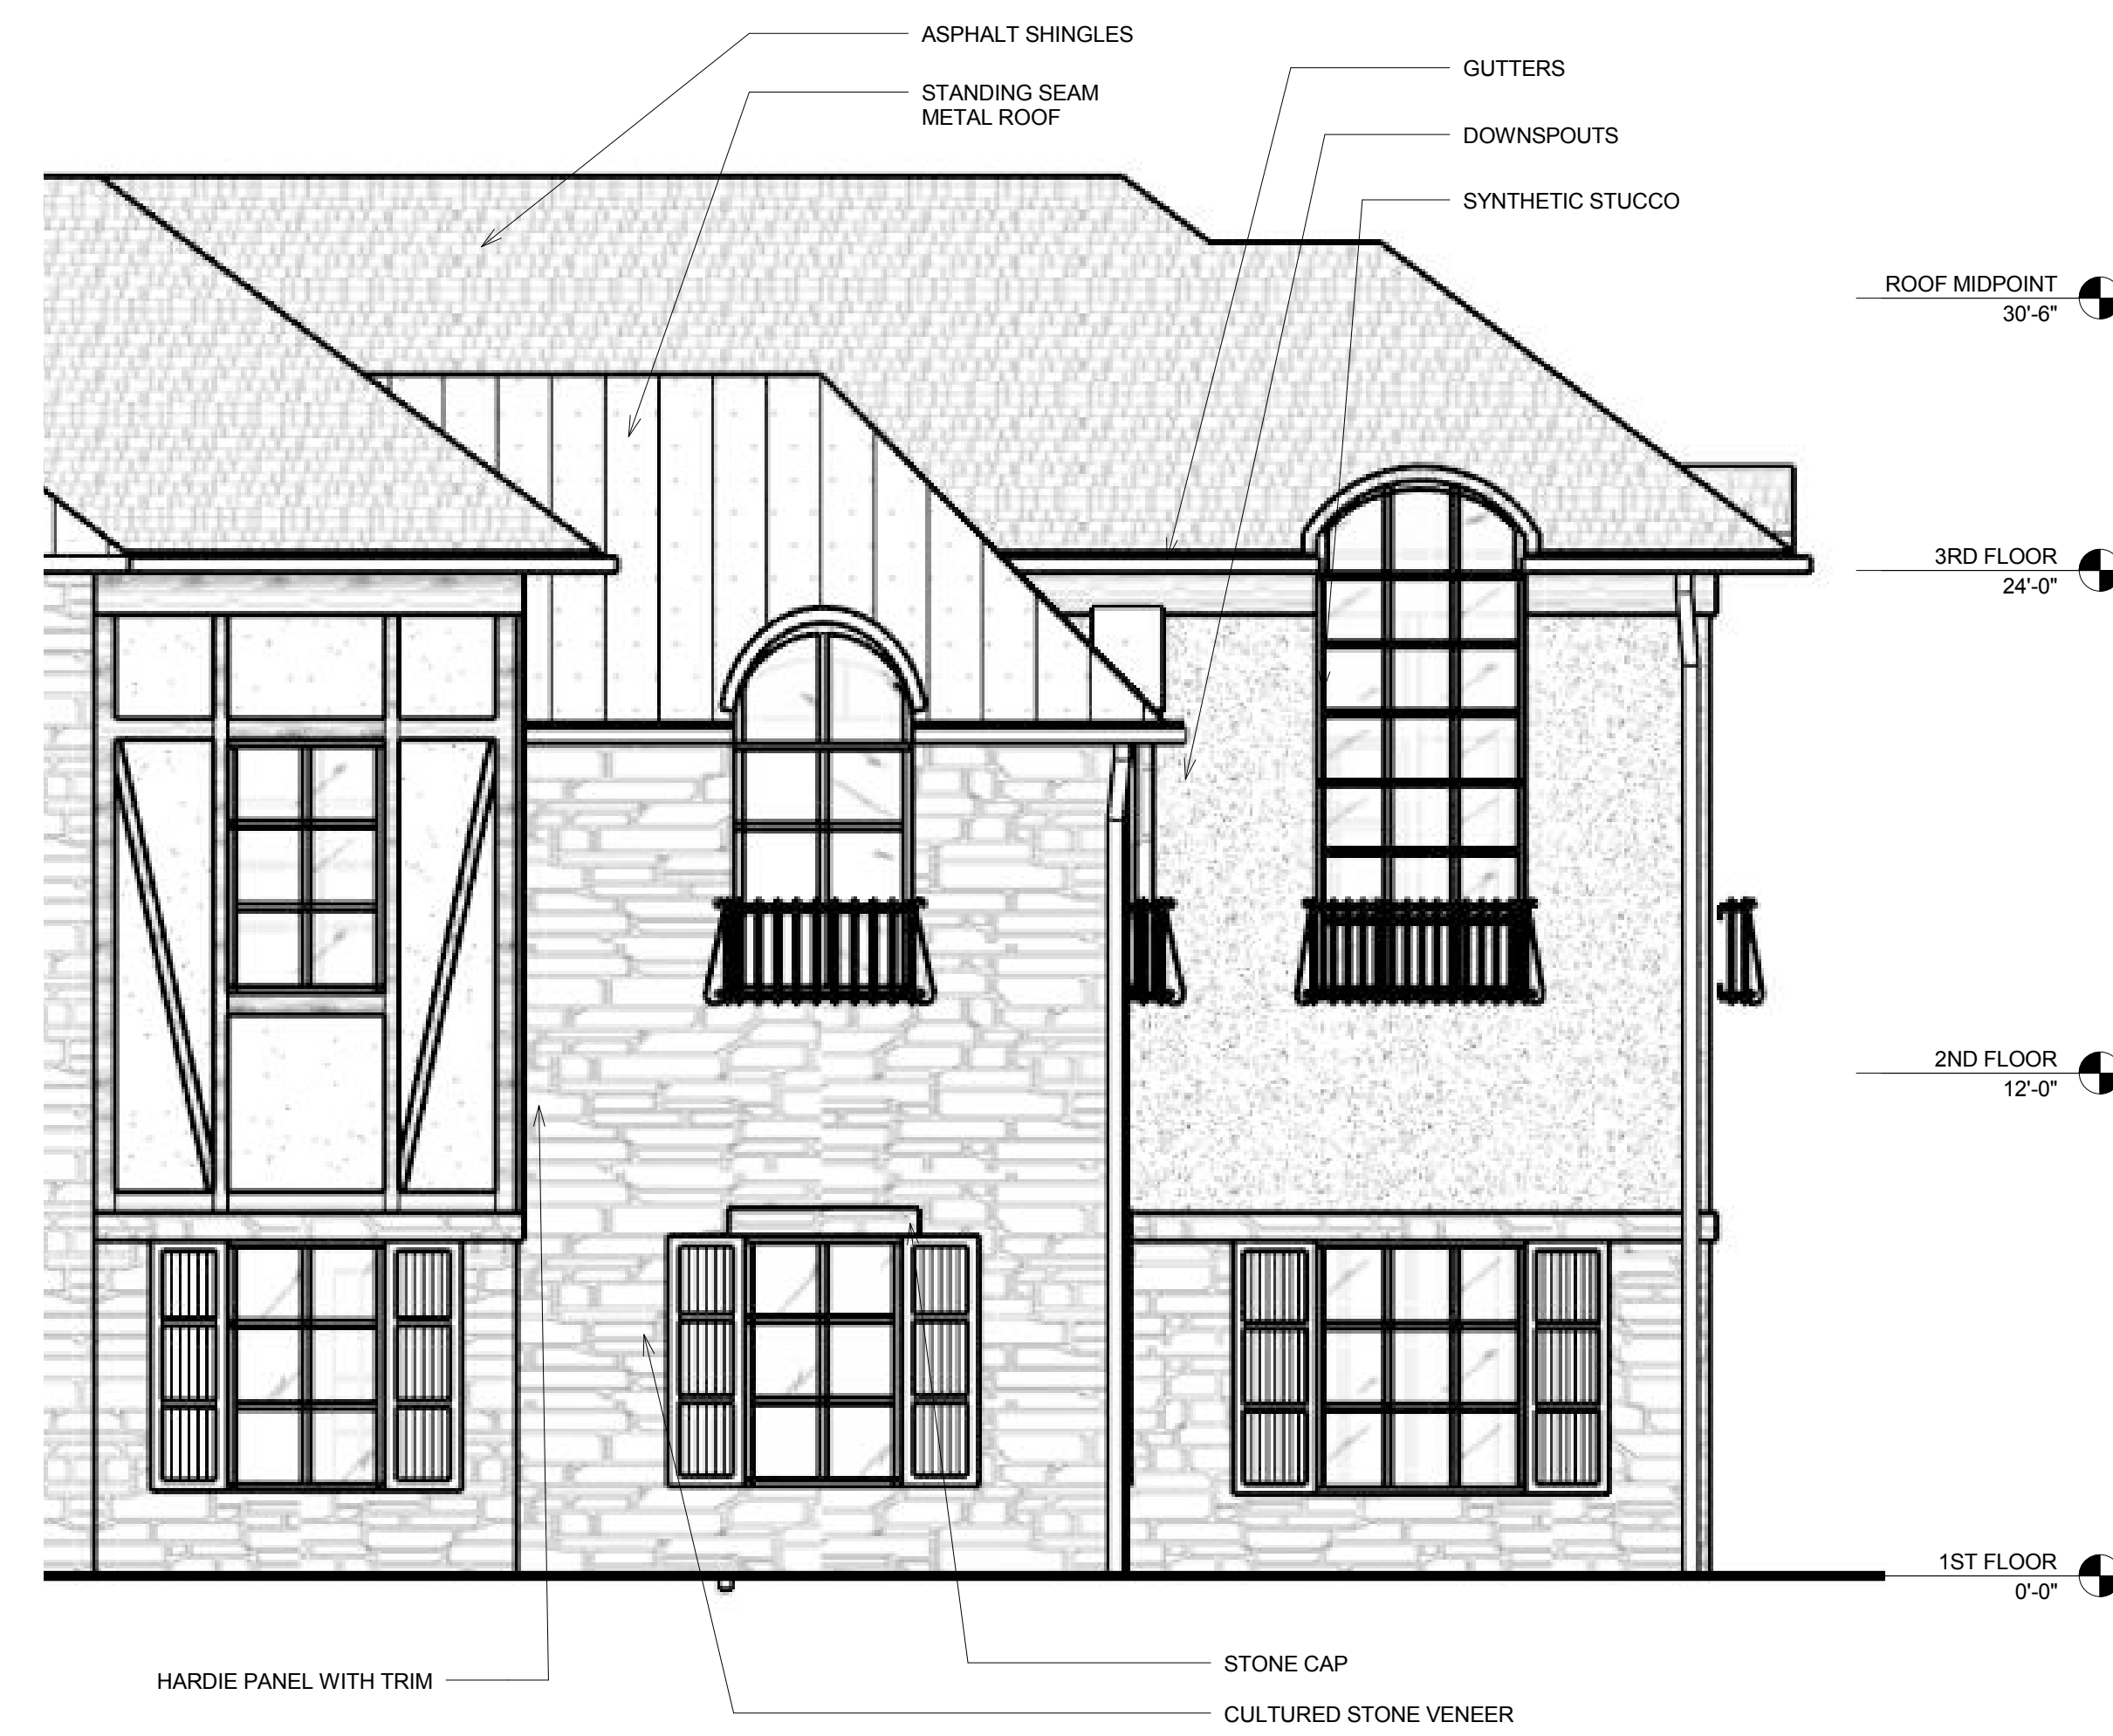 ASPHALT SHINGLES
STANDING SEAM
METAL ROOF
GUTTERS
DOWNSPOUTS
SYNTHETIC STUCCO
ROOF MIDPOINT
30'-6"
3RD FLOOR
24'-0"
2ND FLOOR
12'-0"
1ST FLOOR
0'-0"
HARDIE PANEL WITH TRIM
STONE CAP
CULTURED STONE VENEER